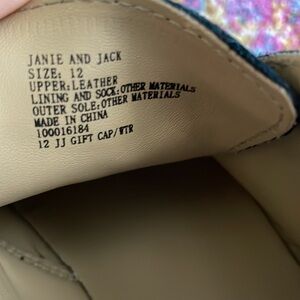 JANIE AND JACK
SIZE: 12
UPPER:LEATHER
LINING AND SOCK:OTHER MATERIALS
OUTER SOLE:OTHER MATERIALS
MADE IN CHINA
100016184
12 JJ GIFT CAP/WTR